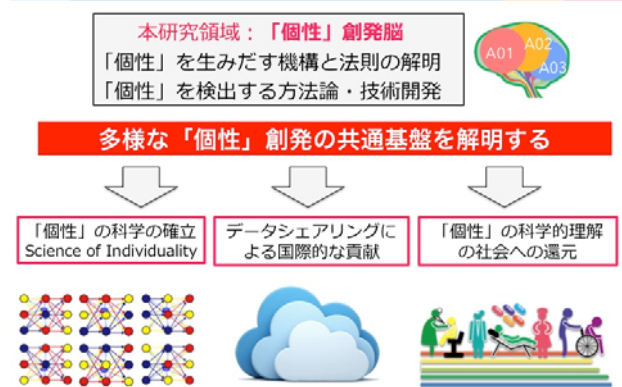 本研究領域：「個性」創発脳
「個性」を生みだす機構と法則の解明
「個性」を検出する方法論・技術開発
A01
A02
A03
多様な「個性」創発の共通基盤を解明する
「個性」の科学の確立
Science of Individuality
データシェアリングに
よる国際的な貢献
「個性」の科学的理解
の社会への還元